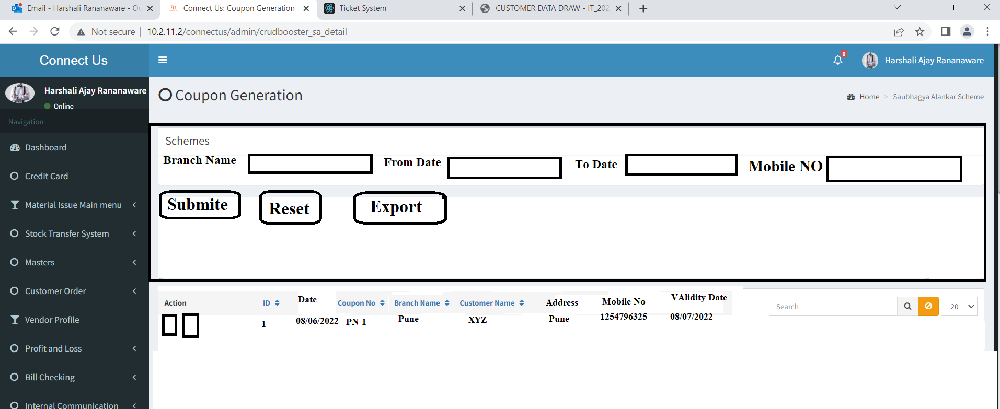 Email - Harshali Rananaware - Ou
Connect Us: Coupon Generation
Ticket System
CUSTOMER DATA DRAW - IT_202
Not secure
10.2.11.2/connectus/admin/crudbooster_sa_detail
Connect Us
6
Harshali Ajay Rananaware
Harshali Ajay Rananaware
Online
Coupon Generation
Home > Saubhagya Alankar Scheme
Navigation
Dashboard
Credit Card
Material Issue Main menu
Stock Transfer System
Masters
Customer Order
Vendor Profile
Profit and Loss
Bill Checking
Internal Communication
Schemes
Branch Name
From Date
To Date
Mobile NO
Submite
Reset
Export
Action
ID
Date
Coupon No
Branch Name
Customer Name
Address
Mobile No
VAlidity Date
Search
20
1
08/06/2022
PN-1
Pune
XYZ
Pune
1254796325
08/07/2022